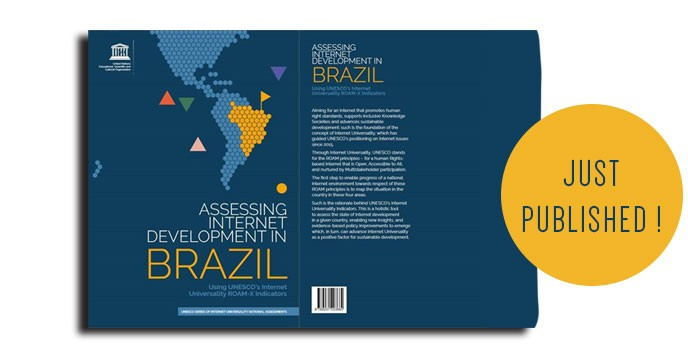 United Nations
Educational, Scientific and
Cultural Organization
ASSESSING
INTERNET
DEVELOPMENT IN
BRAZIL
Using UNESCO's Internet
Universality ROAM-X Indicators
UNESCO SERIES OF INTERNET UNIVERSALITY NATIONAL ASSESSMENTS
ASSESSING
INTERNET
DEVELOPMENT IN
BRAZIL
Using UNESCO's Internet
Universality ROAM-X Indicators
Aiming for an Internet that promotes human
right standards, supports inclusive Knowledge
Societies and advances sustainable
development: such is the foundation of the
concept of Internet Universality, which has
guided UNESCO's positioning on Internet issues
since 2015.
Through Internet Universality, UNESCO stands
for the ROAM principles – for a human Rights-
based Internet that is Open, Accessible to All,
and nurtured by Multistakeholder participation.
The first step to enable progress of a national
Internet environment towards respect of these
ROAM principles is to map the situation in the
country in these four areas.
Such is the rationale behind UNESCO's Internet
Universality Indicators. This is a holistic tool
to assess the state of Internet development
in a given country, enabling new insights, and
evidence-based policy improvements to emerge
which, in turn, can advance Internet Universality
as a positive factor for sustainable development.
JUST
PUBLISHED !